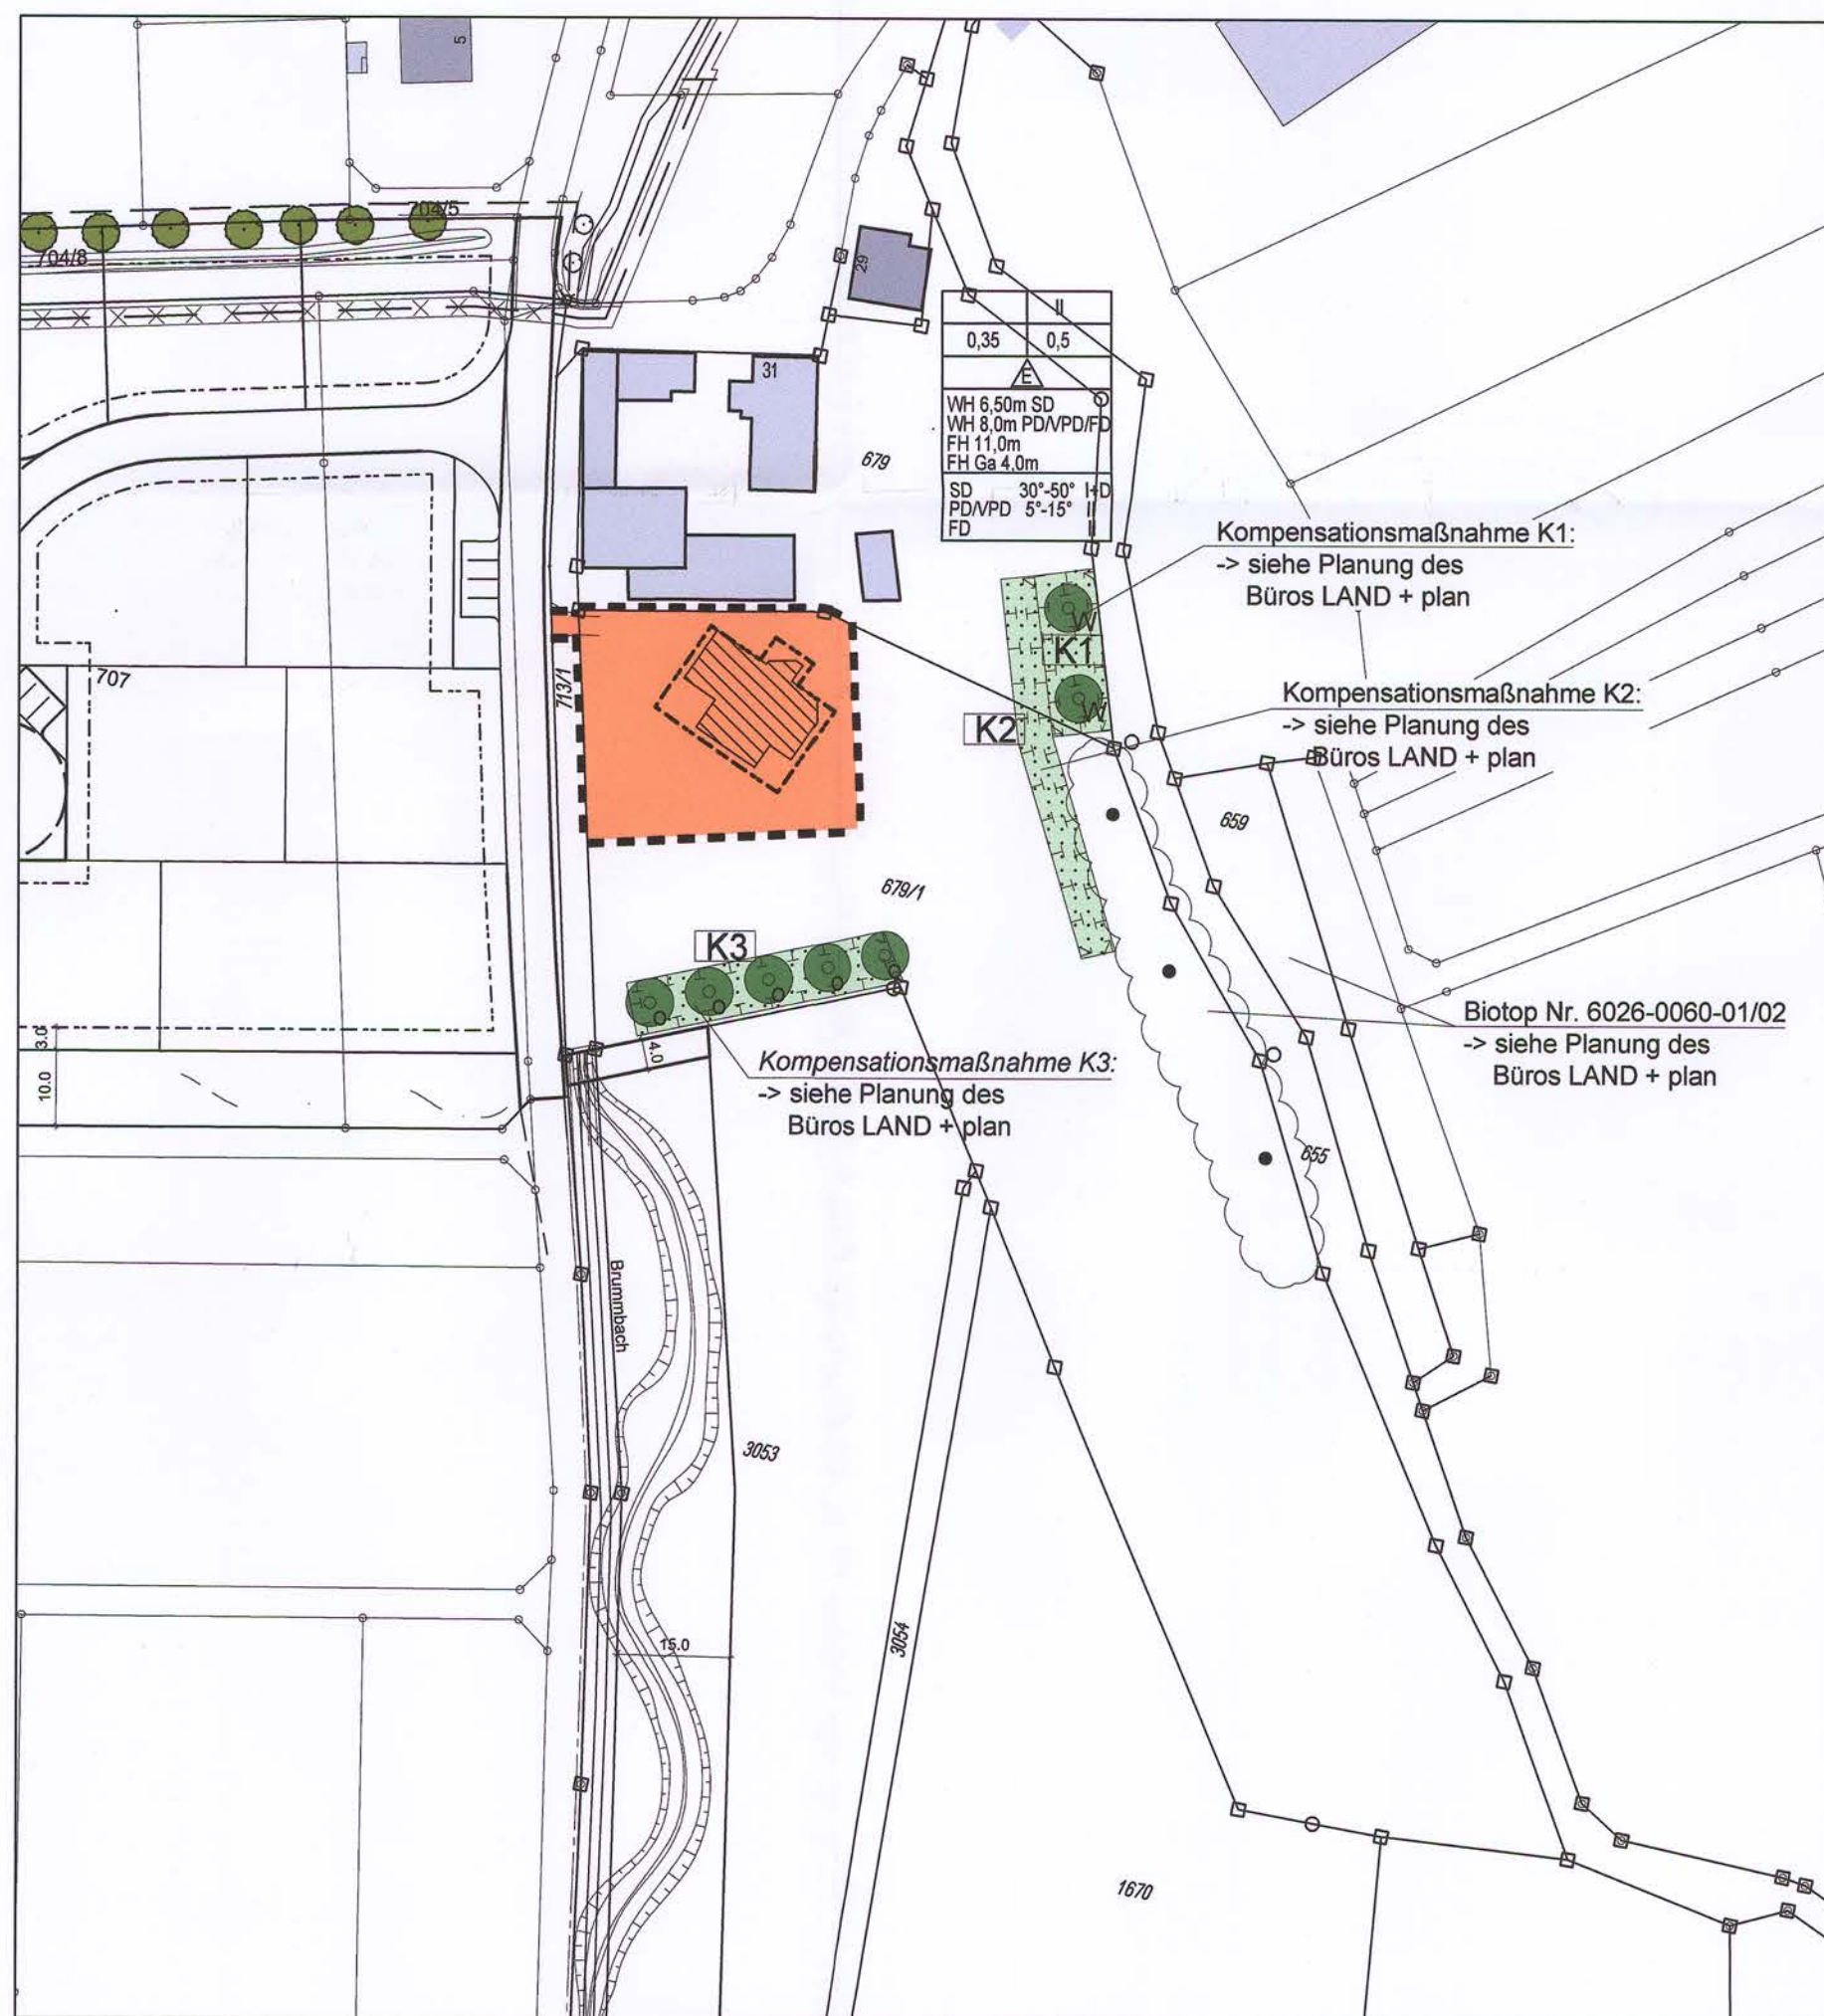 5
704/5
704/8
29
II
0,35 0,5
E
31
WH 6,50m SD
WH 8,0m PD/VPD/FD
FH 11,0m
FH Ga 4,0m
679
SD 30°-50° I+D
PD/VPD 5°-15° II
FD
Kompensationsmaßnahme K1:
-> siehe Planung des
Büros LAND + plan
W
K1
707
713/1
Kompensationsmaßnahme K2:
-> siehe Planung des
Büros LAND + plan
W
K2
659
679/1
K3
Biotop Nr. 6026-0060-01/02
-> siehe Planung des
Büros LAND + plan
3.0
4.0
10.0
Kompensationsmaßnahme K3:
-> siehe Planung des
Büros LAND + plan
655
Brummbach
3053
3054
15.0
1670